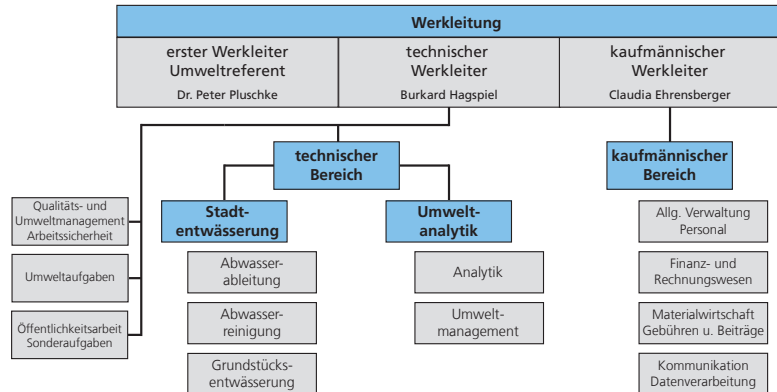 Werkleitung
erster Werkleiter
Umweltreferent
Dr. Peter Pluschke
technischer
Werkleiter
Burkard Hagspiel
kaufmännischer
Werkleiter
Claudia Ehrensberger
technischer
Bereich
kaufmännischer
Bereich
Qualitäts- und
Umweltmanagement
Arbeitssicherheit
Umweltaufgaben
Öffentlichkeitsarbeit
Sonderaufgaben
Stadt-
entwässerung
Abwasser-
ableitung
Abwasser-
reinigung
Grundstücks-
entwässerung
Umwelt-
analytik
Analytik
Umwelt-
management
Allg. Verwaltung
Personal
Finanz- und
Rechnungswesen
Materialwirtschaft
Gebühren u. Beiträge
Kommunikation
Datenverarbeitung